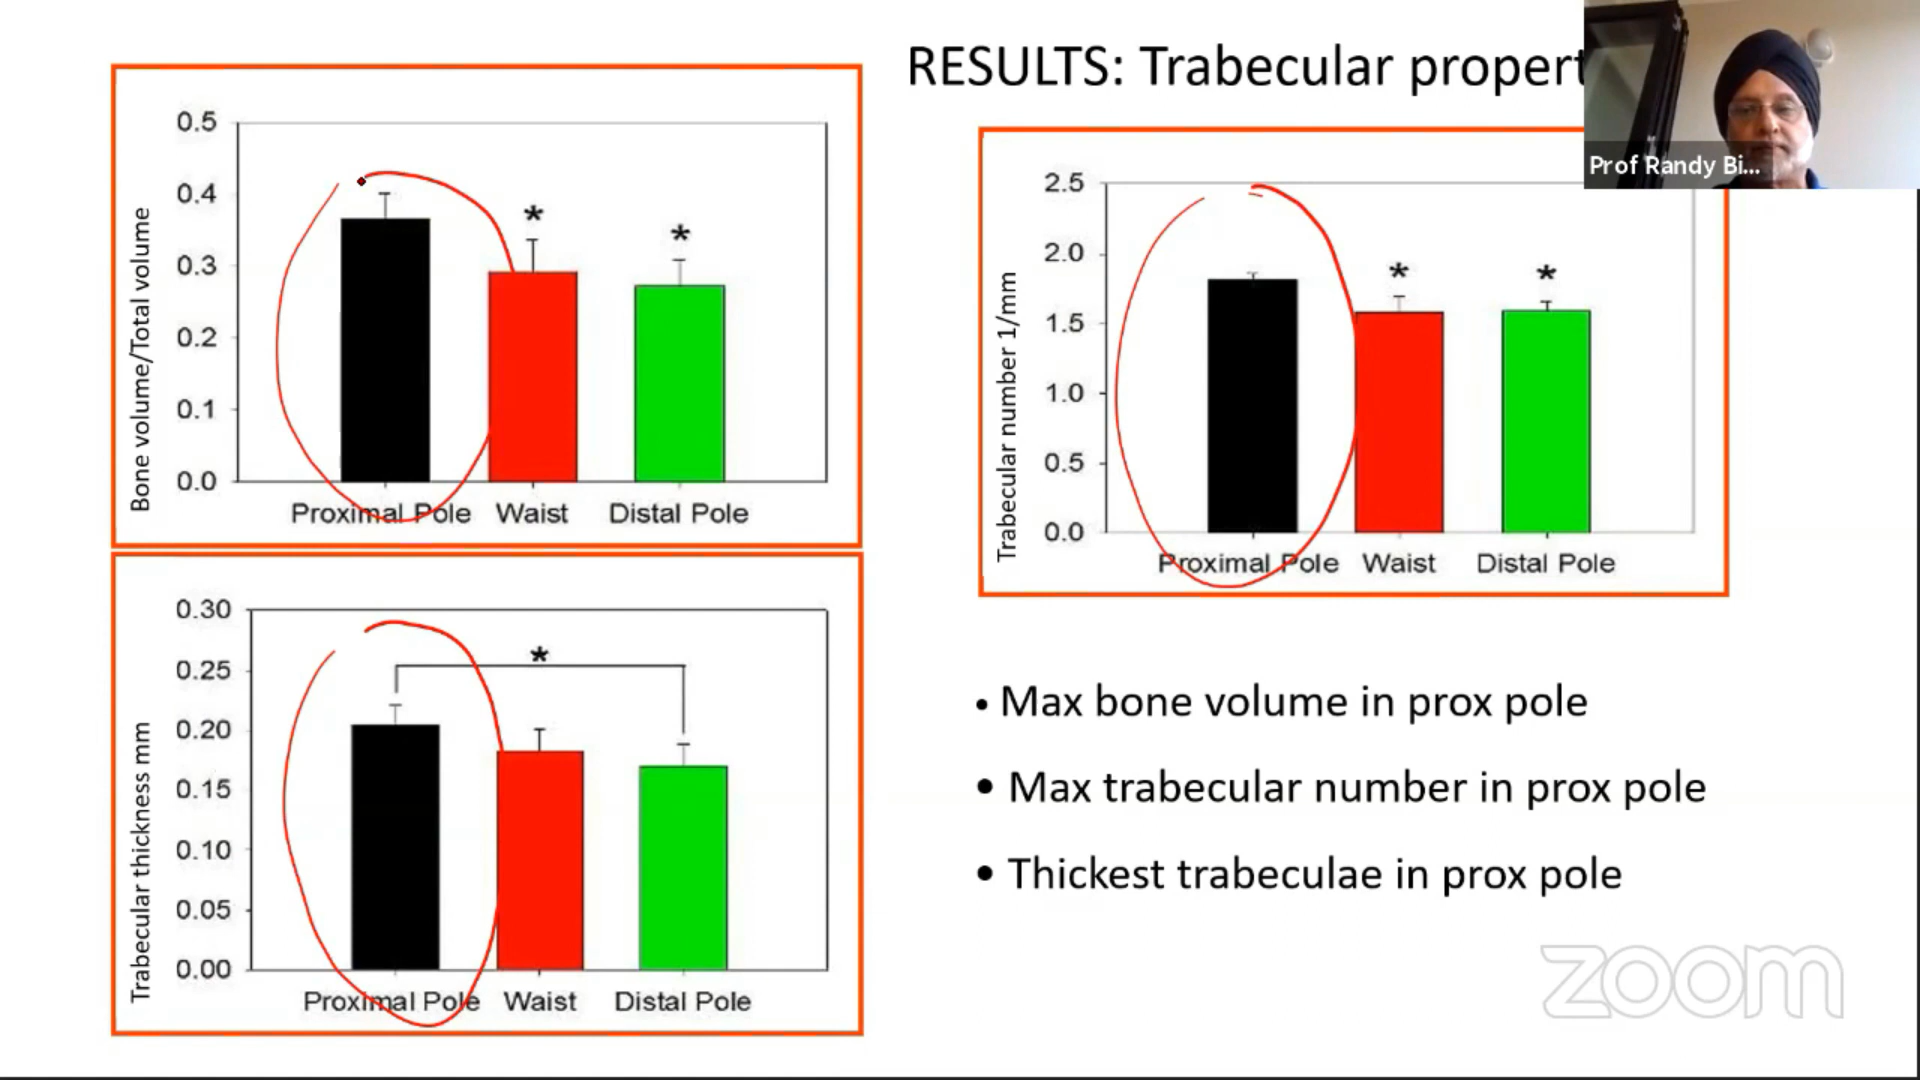 RESULTS: Trabecular propert
Prof Randy Bi...
Bone volume/Total volume
0.5
0.4
0.3
0.2
0.1
0.0
*
*
Proximal Pole Waist Distal Pole
Trabecular number 1/mm
2.5
2.0
1.5
1.0
0.5
0.0
*
*
Proximal Pole Waist Distal Pole
Trabecular thickness mm
0.30
0.25
0.20
0.15
0.10
0.05
0.00
*
Proximal Pole Waist Distal Pole
• Max bone volume in prox pole
• Max trabecular number in prox pole
• Thickest trabeculae in prox pole
zoom